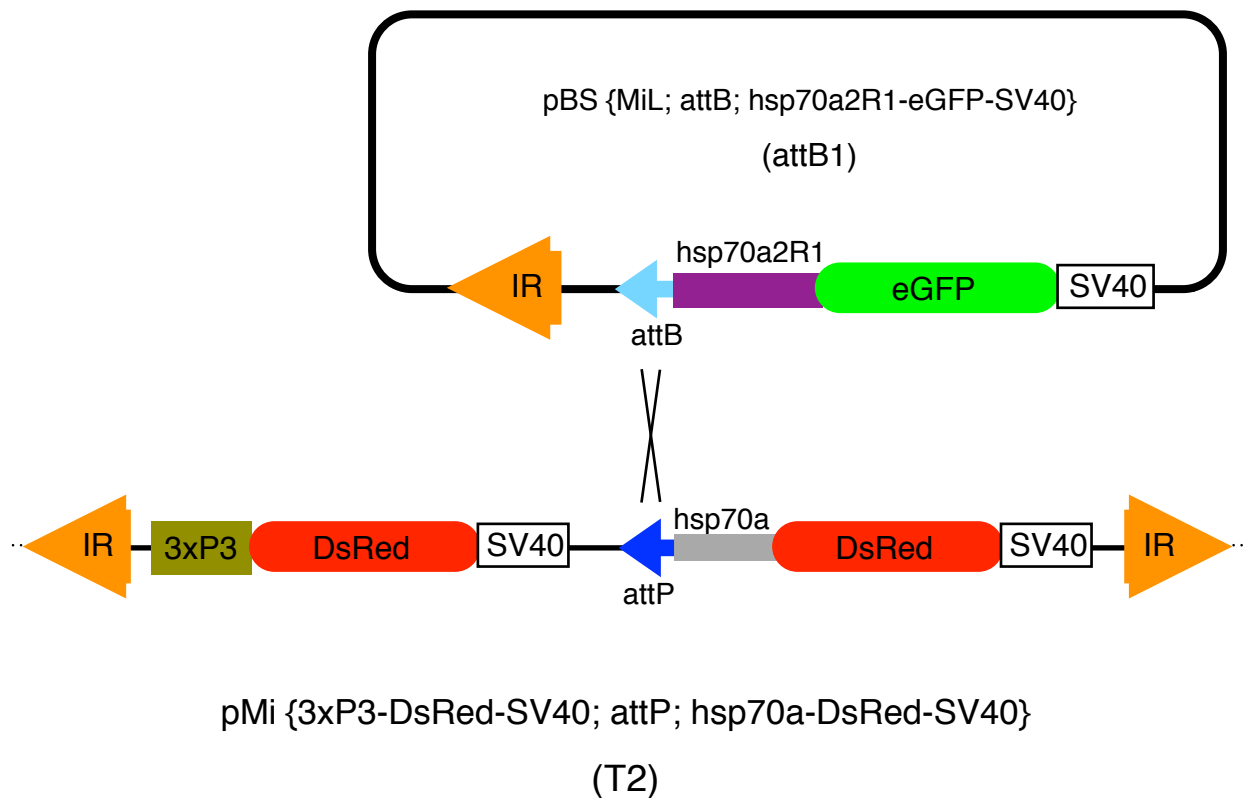 pBS {MiL; attB; hsp70a2R1-eGFP-SV40}
(attB1)
hsp70a2R1
IR
eGFP
SV40
attB
hsp70a
IR
3xP3
DsRed
SV40
DsRed
SV40
IR
attP
pMi {3xP3-DsRed-SV40; attP; hsp70a-DsRed-SV40}
(T2)